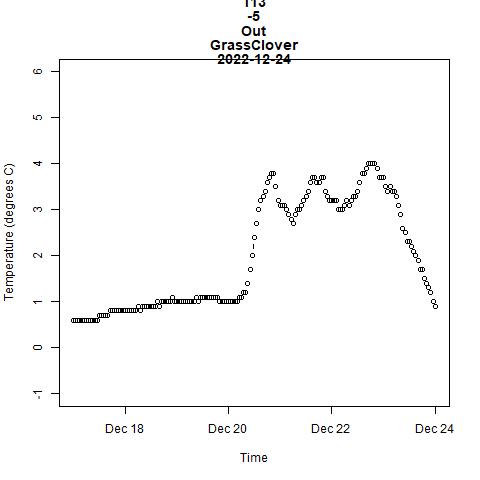 T13
-5
Out
GrassClover
2022-12-24
6
5
4
3
2
1
0
-1
Temperature (degrees C)
Dec 18
Dec 20
Dec 22
Dec 24
Time